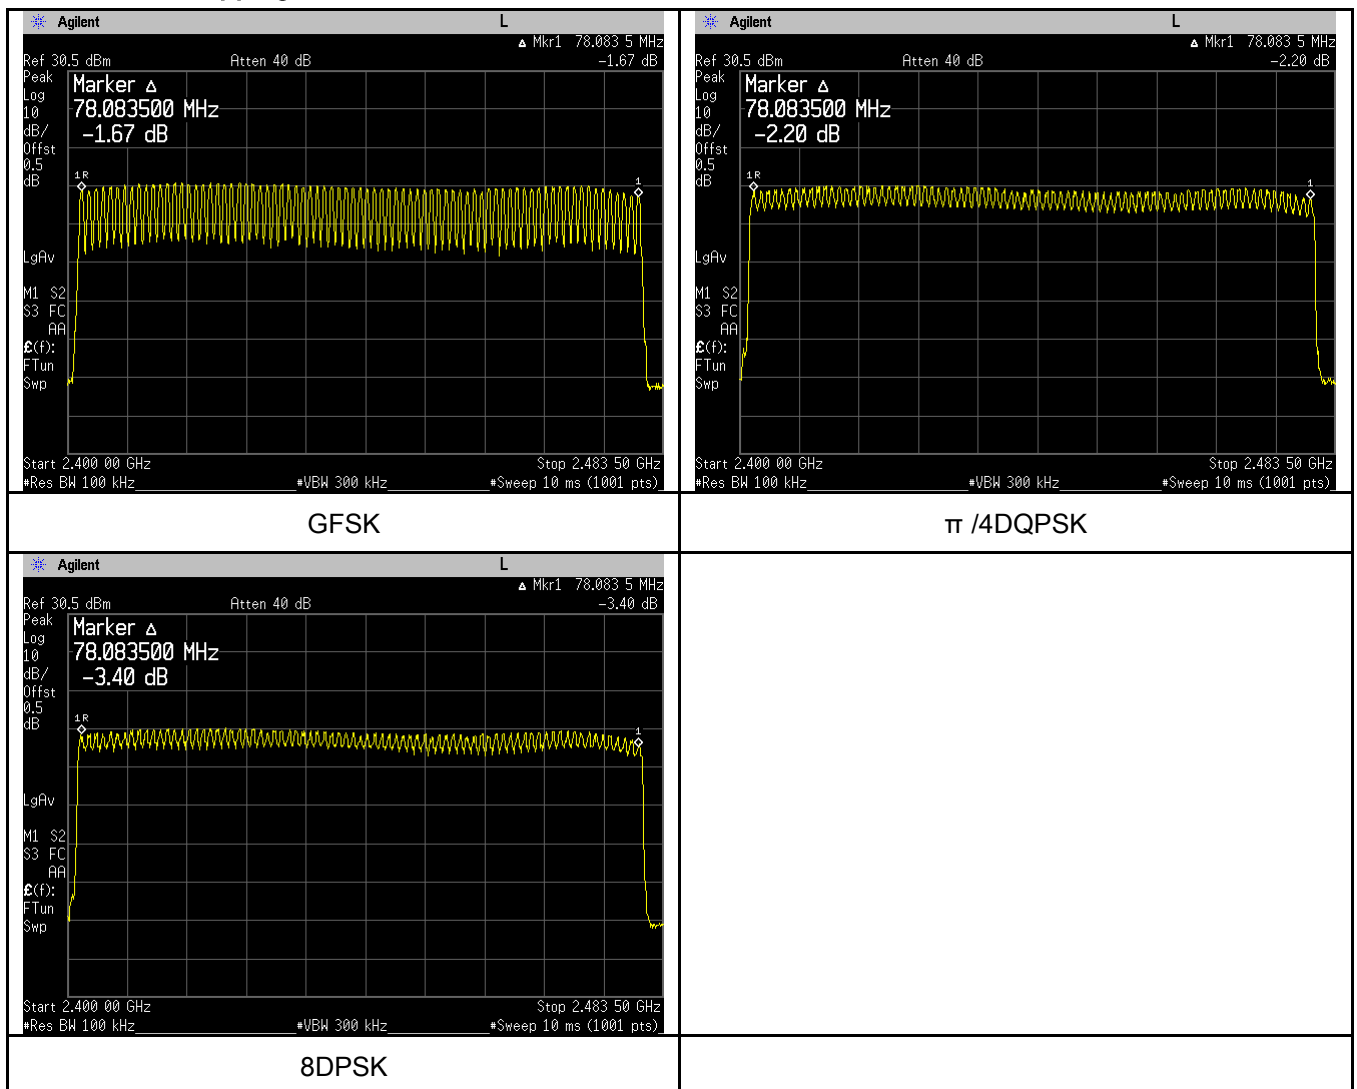 Agilent L
Δ Mkr1 78.083 5 MHz
Ref 30.5 dBm Atten 40 dB -1.67 dB
Peak
Log
10
dB/
Offst
0.5
dB
Marker Δ
78.083500 MHz
-1.67 dB
1R
1
LgAv
M1 S2
S3 FC
AA
£(f):
FTun
Swp
Start 2.400 00 GHz Stop 2.483 50 GHz
#Res BW 100 kHz #VBW 300 kHz #Sweep 10 ms (1001 pts)
GFSK
Agilent L
Δ Mkr1 78.083 5 MHz
Ref 30.5 dBm Atten 40 dB -2.20 dB
Peak
Log
10
dB/
Offst
0.5
dB
Marker Δ
78.083500 MHz
-2.20 dB
1R
1
LgAv
M1 S2
S3 FC
AA
£(f):
FTun
Swp
Start 2.400 00 GHz Stop 2.483 50 GHz
#Res BW 100 kHz #VBW 300 kHz #Sweep 10 ms (1001 pts)
π /4DQPSK
Agilent L
Δ Mkr1 78.083 5 MHz
Ref 30.5 dBm Atten 40 dB -3.40 dB
Peak
Log
10
dB/
Offst
0.5
dB
Marker Δ
78.083500 MHz
-3.40 dB
1R
1
LgAv
M1 S2
S3 FC
AA
£(f):
FTun
Swp
Start 2.400 00 GHz Stop 2.483 50 GHz
#Res BW 100 kHz #VBW 300 kHz #Sweep 10 ms (1001 pts)
8DPSK